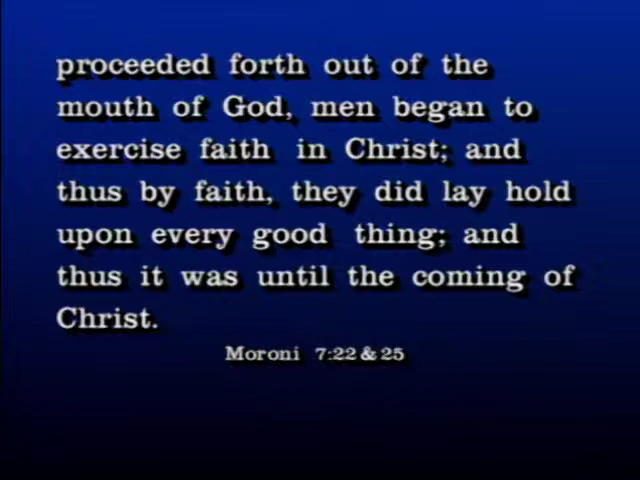 proceeded forth out of the
mouth of God, men began to
exercise faith in Christ; and
thus by faith, they did lay hold
upon every good thing; and
thus it was until the coming of
Christ.
Moroni 7:22 & 25